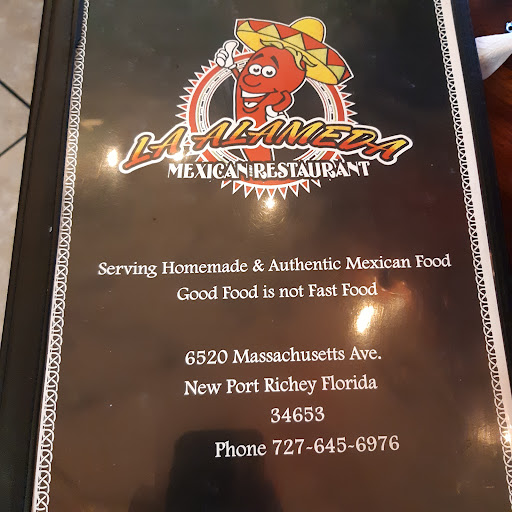 LA ALAMEDA
MEXICAN RESTAURANT
Serving Homemade & Authentic Mexican Food
Good Food is not Fast Food
6520 Massachusetts Ave.
New Port Richey Florida
34653
Phone 727-645-6976